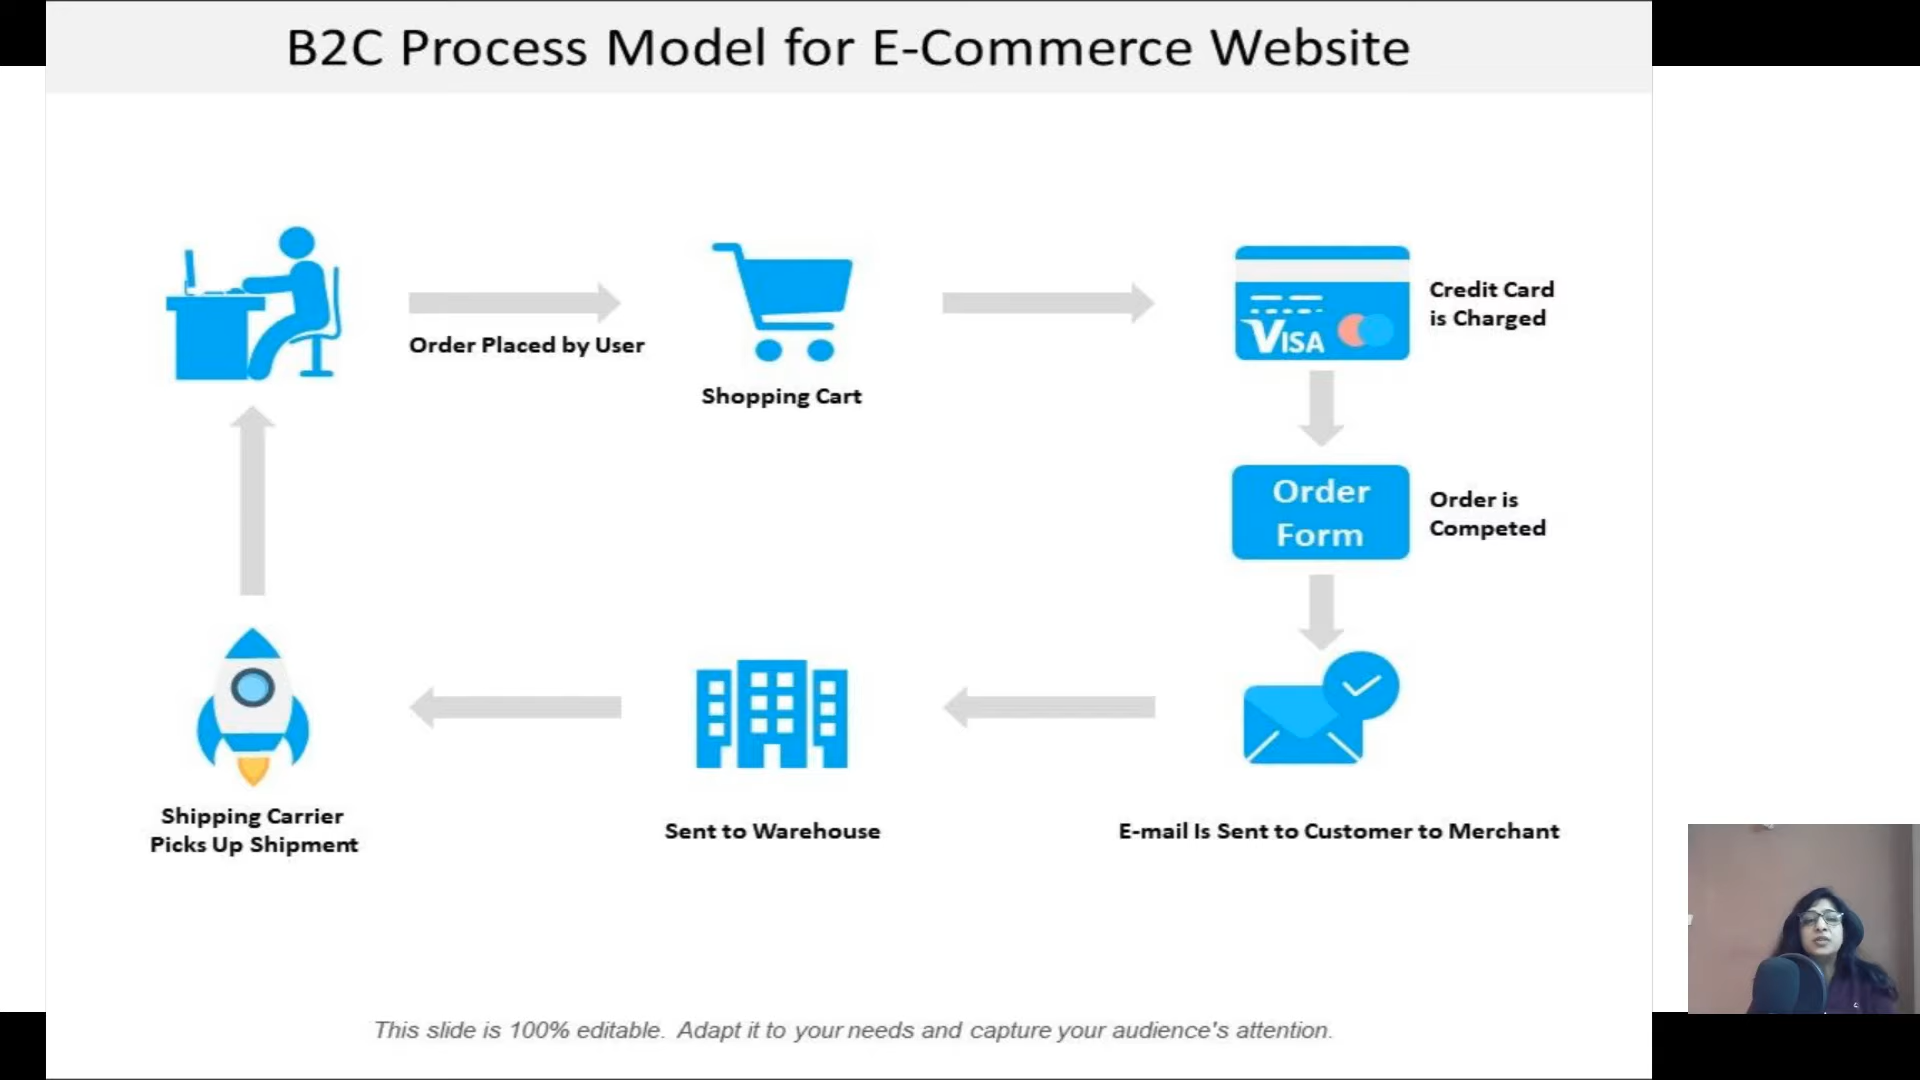 B2C Process Model for E-Commerce Website
Order Placed by User
Shopping Cart
VISA
Credit Card
is Charged
Order
Form
Order is
Competed
Shipping Carrier
Picks Up Shipment
Sent to Warehouse
E-mail Is Sent to Customer to Merchant
This slide is 100% editable. Adapt it to your needs and capture your audience's attention.